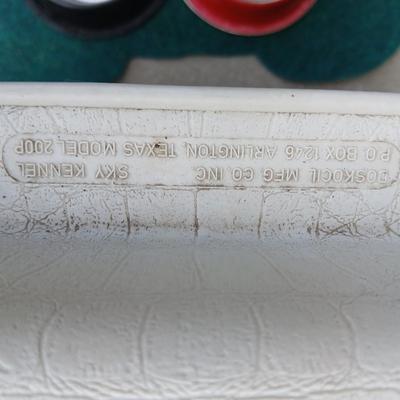 DOSKOCIL MFG. CO. INC. SKY KENNEL
P.O. BOX 1246 ARLINGTON, TEXAS MODEL 200P